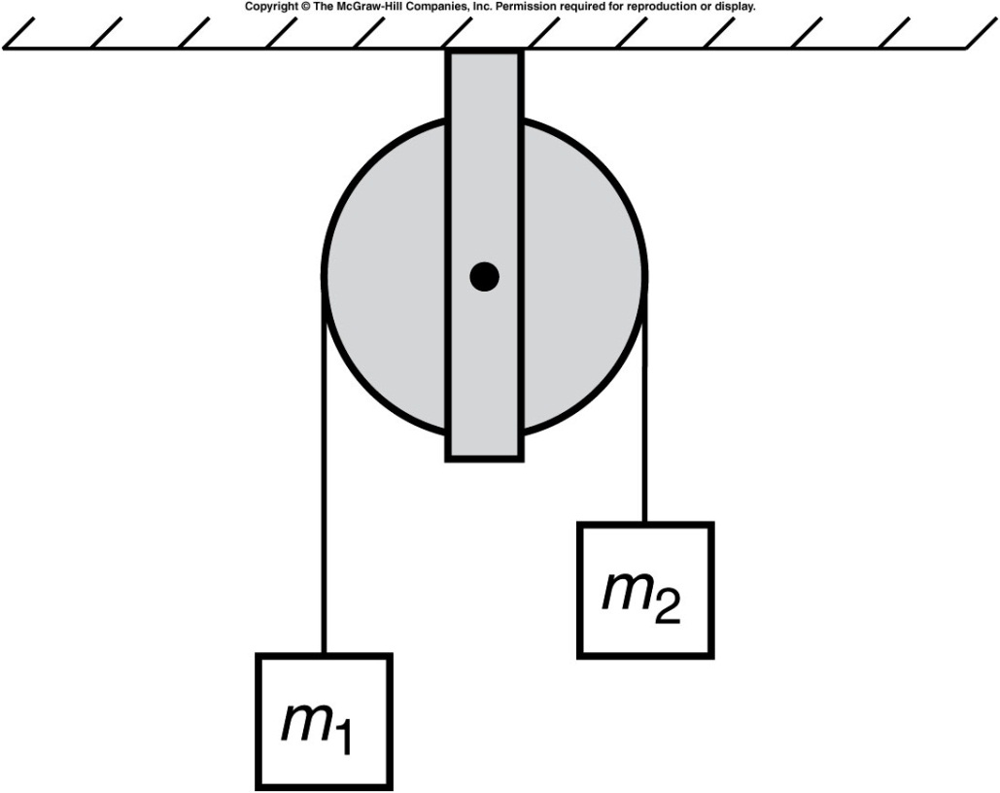 Copyright © The McGraw-Hill Companies, Inc. Permission required for reproduction or display.
m2
m1